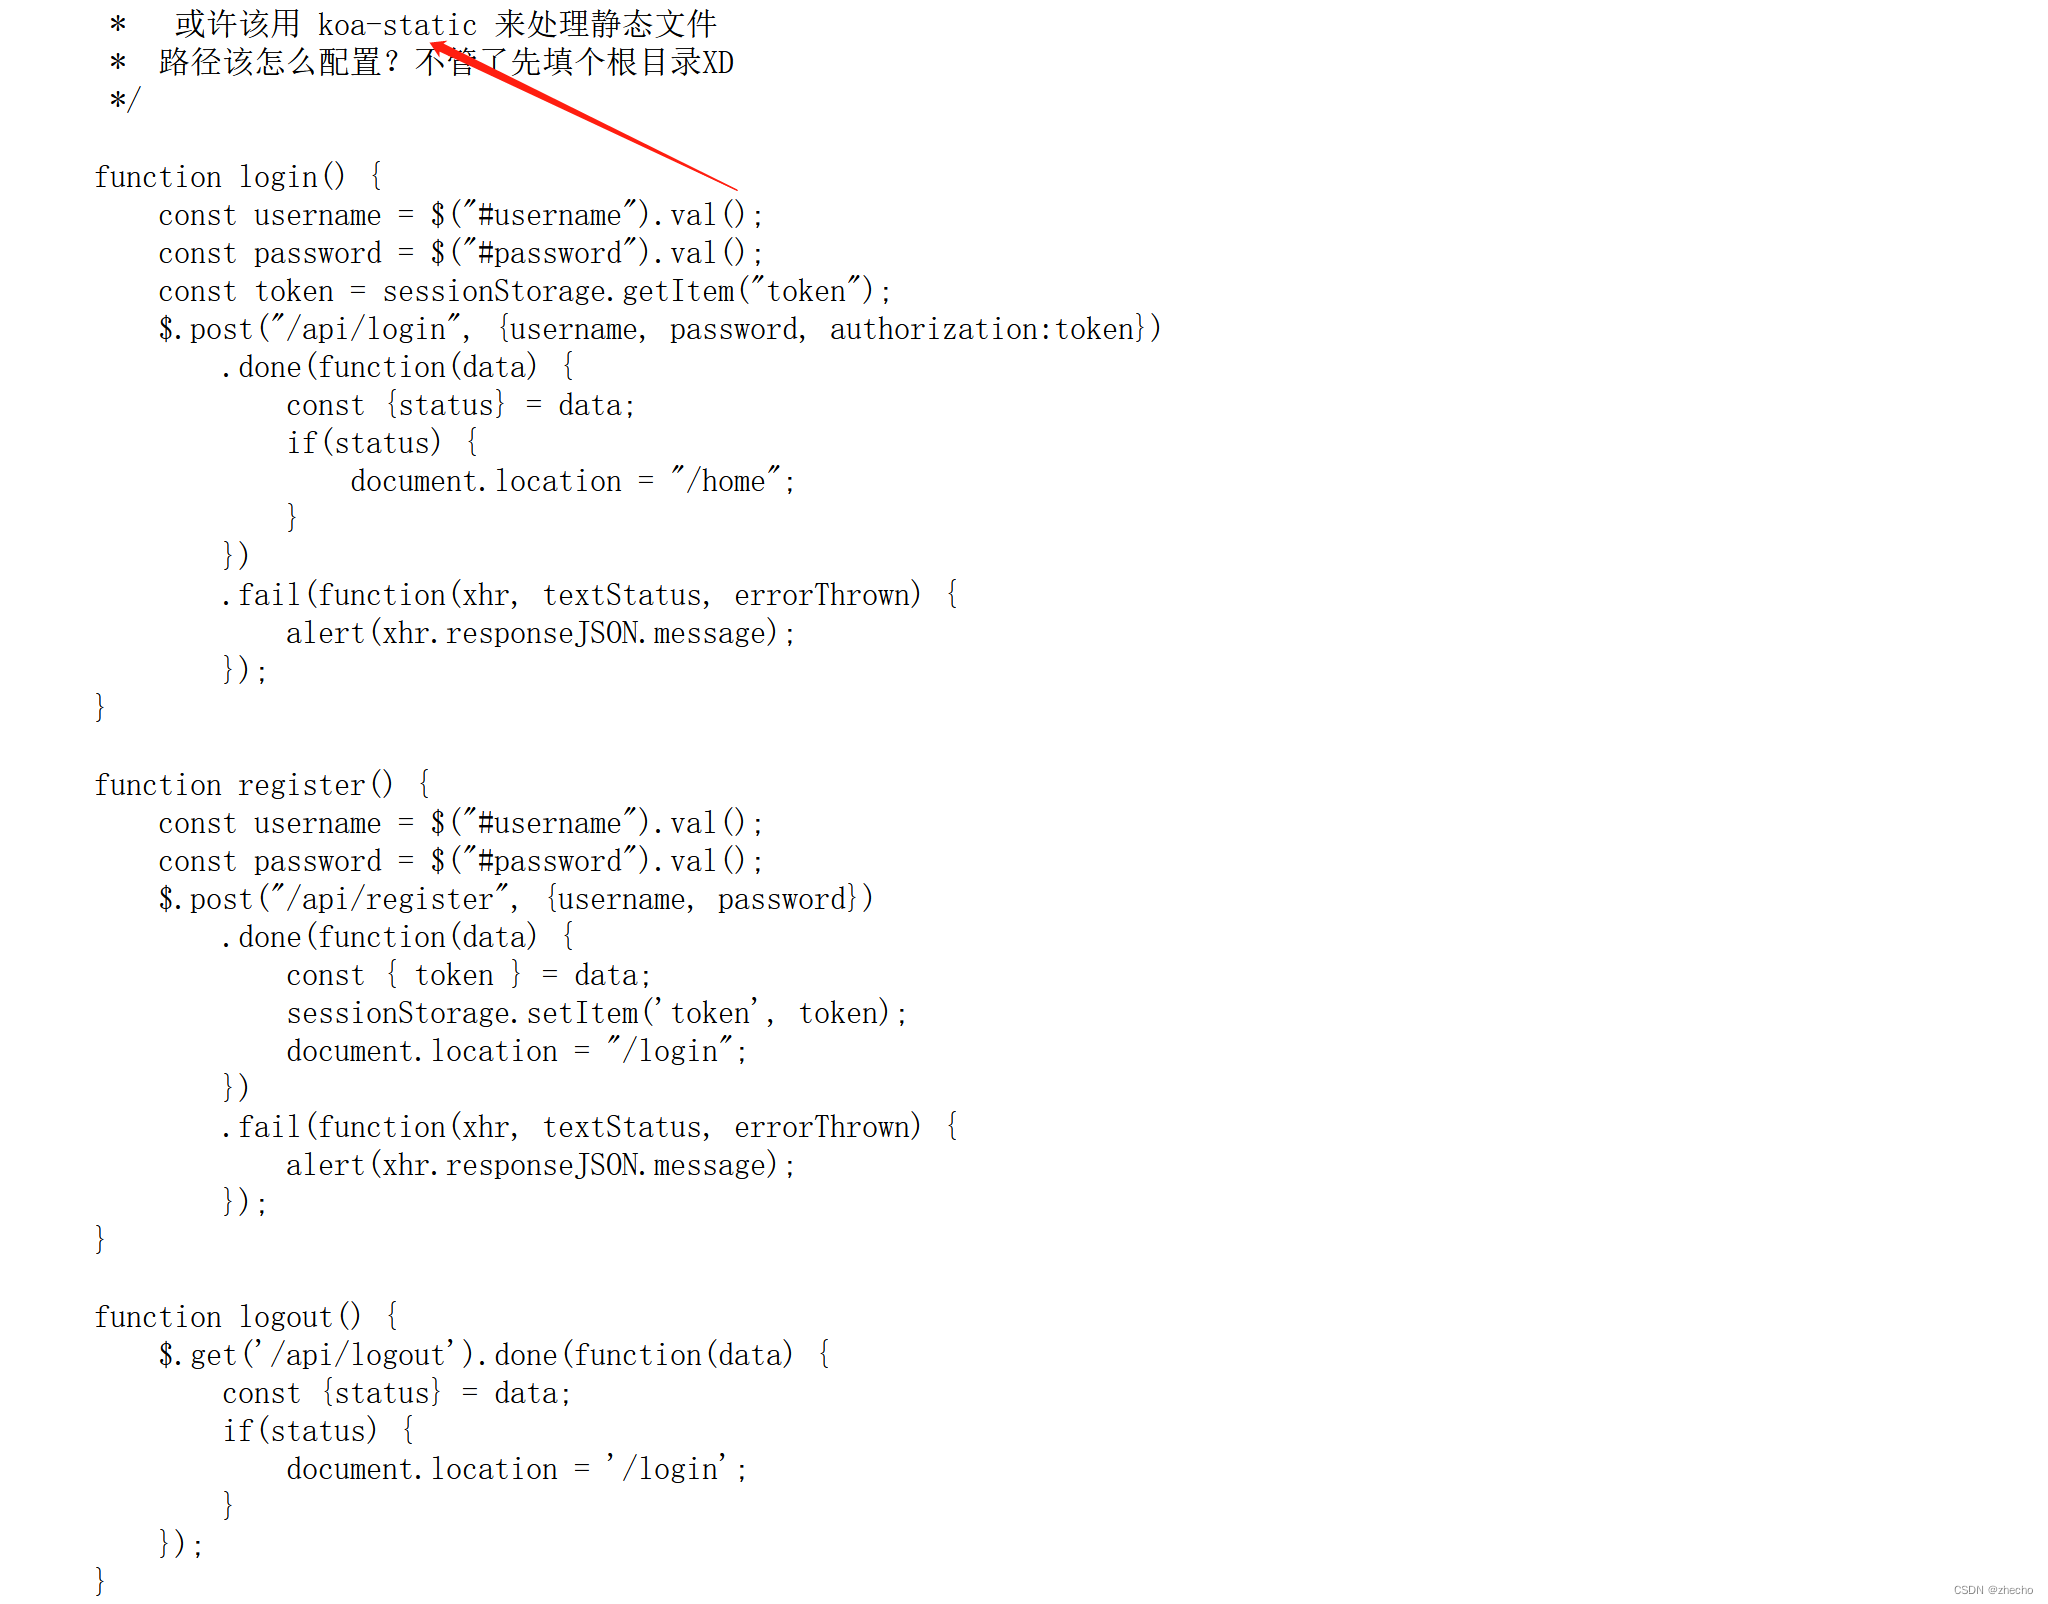 *   或许该用 koa-static 来处理静态文件
 *  路径该怎么配置？不管了先填个根目录XD
 */

function login() {
    const username = $("#username").val();
    const password = $("#password").val();
    const token = sessionStorage.getItem("token");
    $.post("/api/login", {username, password, authorization:token})
        .done(function(data) {
            const {status} = data;
            if(status) {
                document.location = "/home";
            }
        })
        .fail(function(xhr, textStatus, errorThrown) {
            alert(xhr.responseJSON.message);
        });
}

function register() {
    const username = $("#username").val();
    const password = $("#password").val();
    $.post("/api/register", {username, password})
        .done(function(data) {
            const { token } = data;
            sessionStorage.setItem('token', token);
            document.location = "/login";
        })
        .fail(function(xhr, textStatus, errorThrown) {
            alert(xhr.responseJSON.message);
        });
}

function logout() {
    $.get('/api/logout').done(function(data) {
        const {status} = data;
        if(status) {
            document.location = '/login';
        }
    });
}
CSDN @zhecho